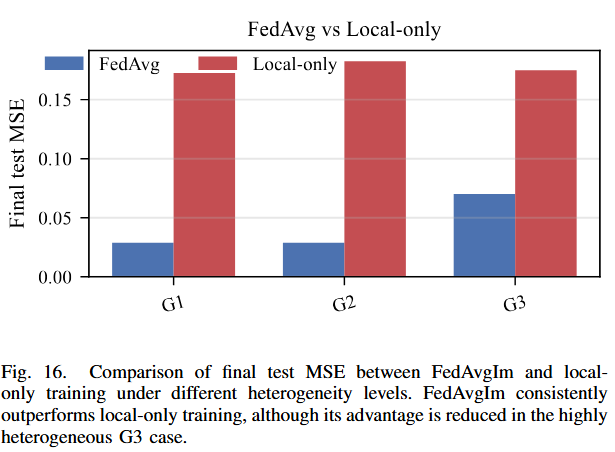 FedAvg vs Local-only
FedAvg Local-only
Final test MSE
0.15
0.10
0.05
0.00
G1 G2 G3
Fig. 16. Comparison of final test MSE between FedAvgIm and local-
only training under different heterogeneity levels. FedAvgIm consistently
outperforms local-only training, although its advantage is reduced in the highly
heterogeneous G3 case.